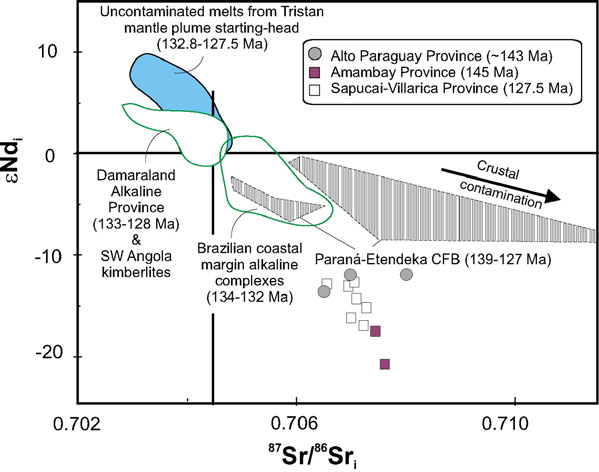 Uncontaminated melts from Tristan
mantle plume starting-head
(132.8-127.5 Ma)
Alto Paraguay Province (~143 Ma)
Amambay Province (145 Ma)
Sapucai-Villarica Province (127.5 Ma)
10
0
-10
-20
εNdᵢ
Crustal
contamination
Damaraland
Alkaline
Province
(133-128 Ma)
&
SW Angola
kimberlites
Brazilian coastal
margin alkaline
complexes
(134-132 Ma)
Paraná-Etendeka CFB (139-127 Ma)
0.702
0.706
0.710
⁸⁷Sr/⁸⁶Srᵢ